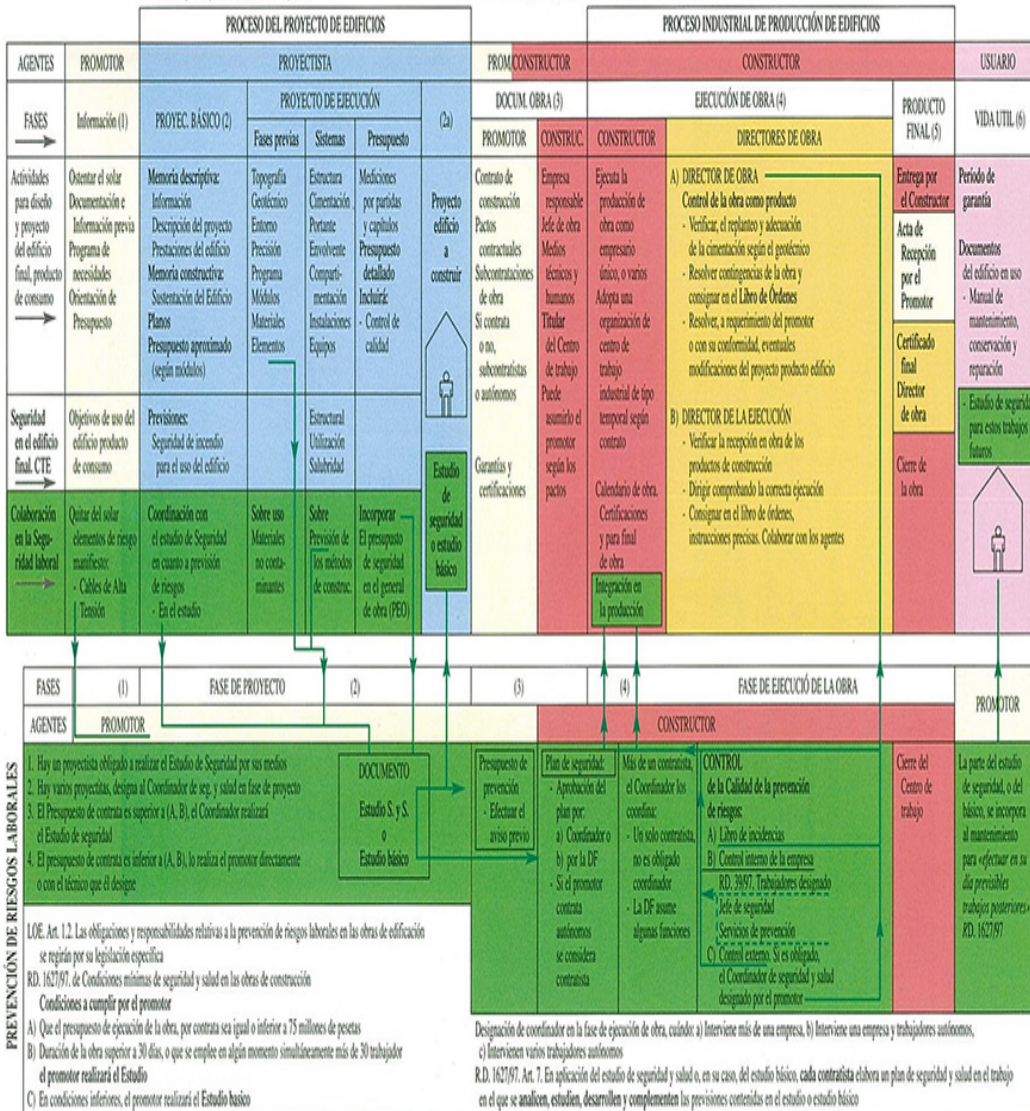 PROCESO DEL PROYECTO DE EDIFICIOS
PROCESO INDUSTRIAL DE PRODUCCIÓN DE EDIFICIOS
AGENTES
PROMOTOR
PROYECTISTA
PROM./CONSTRUCTOR
CONSTRUCTOR
USUARIO
FASES
Información (1)
PROYEC. BÁSICO (2)
PROYECTO DE EJECUCIÓN
Fases previas
Sistemas
Presupuesto
(2a)
DOCUM. OBRA (3)
PROMOTOR
CONSTRUC.
EJECUCIÓN DE OBRA (4)
CONSTRUCTOR
DIRECTORES DE OBRA
PRODUCTO
FINAL (5)
VIDA UTIL (6)
Actividades
para diseño
y proyecto
del edificio
final, producto
de consumo
Ostentar el solar
Documentación e
Información previa
Programa de
necesidades
Orientación de
Presupuesto
Memoria descriptiva:
Información
Descripción del proyecto
Prestaciones del edificio
Memoria constructiva:
Sustentación del Edificio
Planos
Presupuesto aproximado
(según módulos)
Topografía
Geotécnico
Entorno
Precisión
Programa
Módulos
Materiales
Elementos
Estructura
Cimentación
Portante
Envolvente
Comparti-
mentación
Instalaciones
Equipos
Mediciones
por partidas
y capítulos
Presupuesto
detallado
Incluirá:
- Control de
calidad
Proyecto
edificio
a
construir
Contrato de
construcción
Pactos
contractuales
Subcontrataciones
de obra
Si contrata
o no,
subcontratistas
o autónomos
Garantías y
certificaciones
Empresa
responsable
Jefe de obra
Medios
técnicos y
humanos
Titular
del Centro
de trabajo
Puede
asumirlo el
promotor
según los
pactos
Ejecuta la
producción de
obra como
empresario
único, o varios
Adopta una
organización de
centro de
trabajo
industrial de tipo
temporal según
contrato
Calendario de obra.
Certificaciones
y para final
de obra
Integración en
la producción
A) DIRECTOR DE OBRA
Control de la obra como producto
- Verificar, el replanteo y adecuación
de la cimentación según el geotécnico
- Resolver contingencias de la obra y
consignar en el Libro de Órdenes
- Resolver, a requerimiento del promotor
o con su conformidad, eventuales
modificaciones del proyecto producto edificio
B) DIRECTOR DE LA EJECUCIÓN
- Verificar la recepción en obra de los
productos de construcción
- Dirigir comprobando la correcta ejecución
- Consignar en el libro de órdenes,
instrucciones precisas. Colaborar con los agentes
Entrega por
el Constructor
Acta de
Recepción
por el
Promotor
Certificado
final
Director
de obra
Cierre de
la obra
Período de
garantía
Documentos
del edificio en uso
- Manual de
mantenimiento,
conservación y
reparación
- Estudio de seguridad
para estos trabajos
futuros
Seguridad
en el edificio
final. CTE
Objetivos de uso del
edificio producto
de consumo
Previsiones:
Seguridad de incendio
para el uso del edificio
Estructural
Utilización
Salubridad
Estudio
de
seguridad
o estudio
básico
Colaboración
en la Segu-
ridad laboral
Quitar del solar
elementos de riesgo
manifiesto:
- Cables de Alta
Tensión
Coordinación con
el estudio de Seguridad
en cuanto a previsión
de riesgos
- En el estudio
Sobre uso
Materiales
no conta-
minantes
Sobre
Previsión de
los métodos
de construc.
Incorporar
El presupuesto
de seguridad
en el general
de obra (PEO)
PREVENCIÓN DE RIESGOS LABORALES
FASES
(1)
FASE DE PROYECTO
(2)
(3)
(4)
FASE DE EJECUCIÓ DE LA OBRA
PROMOTOR
AGENTES
PROMOTOR
CONSTRUCTOR
1. Hay un proyectista obligado a realizar el Estudio de Seguridad por sus medios
2. Hay varios proyectitas, designa al Coordinador de seg. y salud en fase de proyecto
3. El Presupuesto de contrata es superior a (A, B), el Coordinador realizará
el Estudio de seguridad
4. El presupuesto de contrata es inferior a (A, B), lo realiza el promotor directamente
o con el técnico que él designe
DOCUMENTO
Estudio S. y S.
o
Estudio básico
Presupuesto de
prevención
- Efectuar el
aviso previo
Plan de seguridad:
- Aprobación del
plan por:
a) Coordinador o
b) por la DF
- Si el promotor
contrata
autónomos
se considera
contratista
Más de un contratista,
el Coordinador los
coordina:
- Un solo contratista,
no es obligado
coordinador
- La DF asume
algunas funciones
CONTROL
de la Calidad de la prevención
de riesgos:
A) Libro de incidencias
B) Control interno de la empresa
RD. 39/97. Trabajadores designado
Jefe de seguridad
Servicios de prevención
C) Control externo. Si es obligado,
el Coordinador de seguridad y salud
designado por el promotor
Cierre del
Centro de
trabajo
La parte del estudio
de seguridad, o del
básico, se incorpora
al mantenimiento
para «efectuar en su
día previsibles
trabajos posteriores»
RD. 1627/97
LOE. Art. 1.2. Las obligaciones y responsabilidades relativas a la prevención de riesgos laborales en las obras de edificación
se regirán por su legislación específica
RD. 1627/97. de Condiciones mínimas de seguridad y salud en las obras de construcción
Condiciones a cumplir por el promotor
A) Que el presupuesto de ejecución de la obra, por contrata sea igual o inferior a 75 millones de pesetas
B) Duración de la obra superior a 30 días, o que se emplee en algún momento simultáneamente más de 30 trabajador
el promotor realizará el Estudio
C) En condiciones inferiores, el promotor realizará el Estudio basico
Designación de coordinador en la fase de ejecución de obra, cuándo: a) Interviene más de una empresa, b) Interviene una empresa y trabajadores autónomos,
c) Intervienen varios trabajadores autónomos
R.D. 1627/97. Art. 7. En aplicación del estudio de seguridad y salud o, en su caso, del estudio básico, cada contratista elabora un plan de seguridad y salud en el trabajo
en el que se analicen, estudien, desarrollen y complementen las previsiones contenidas en el estudio o estudio básico